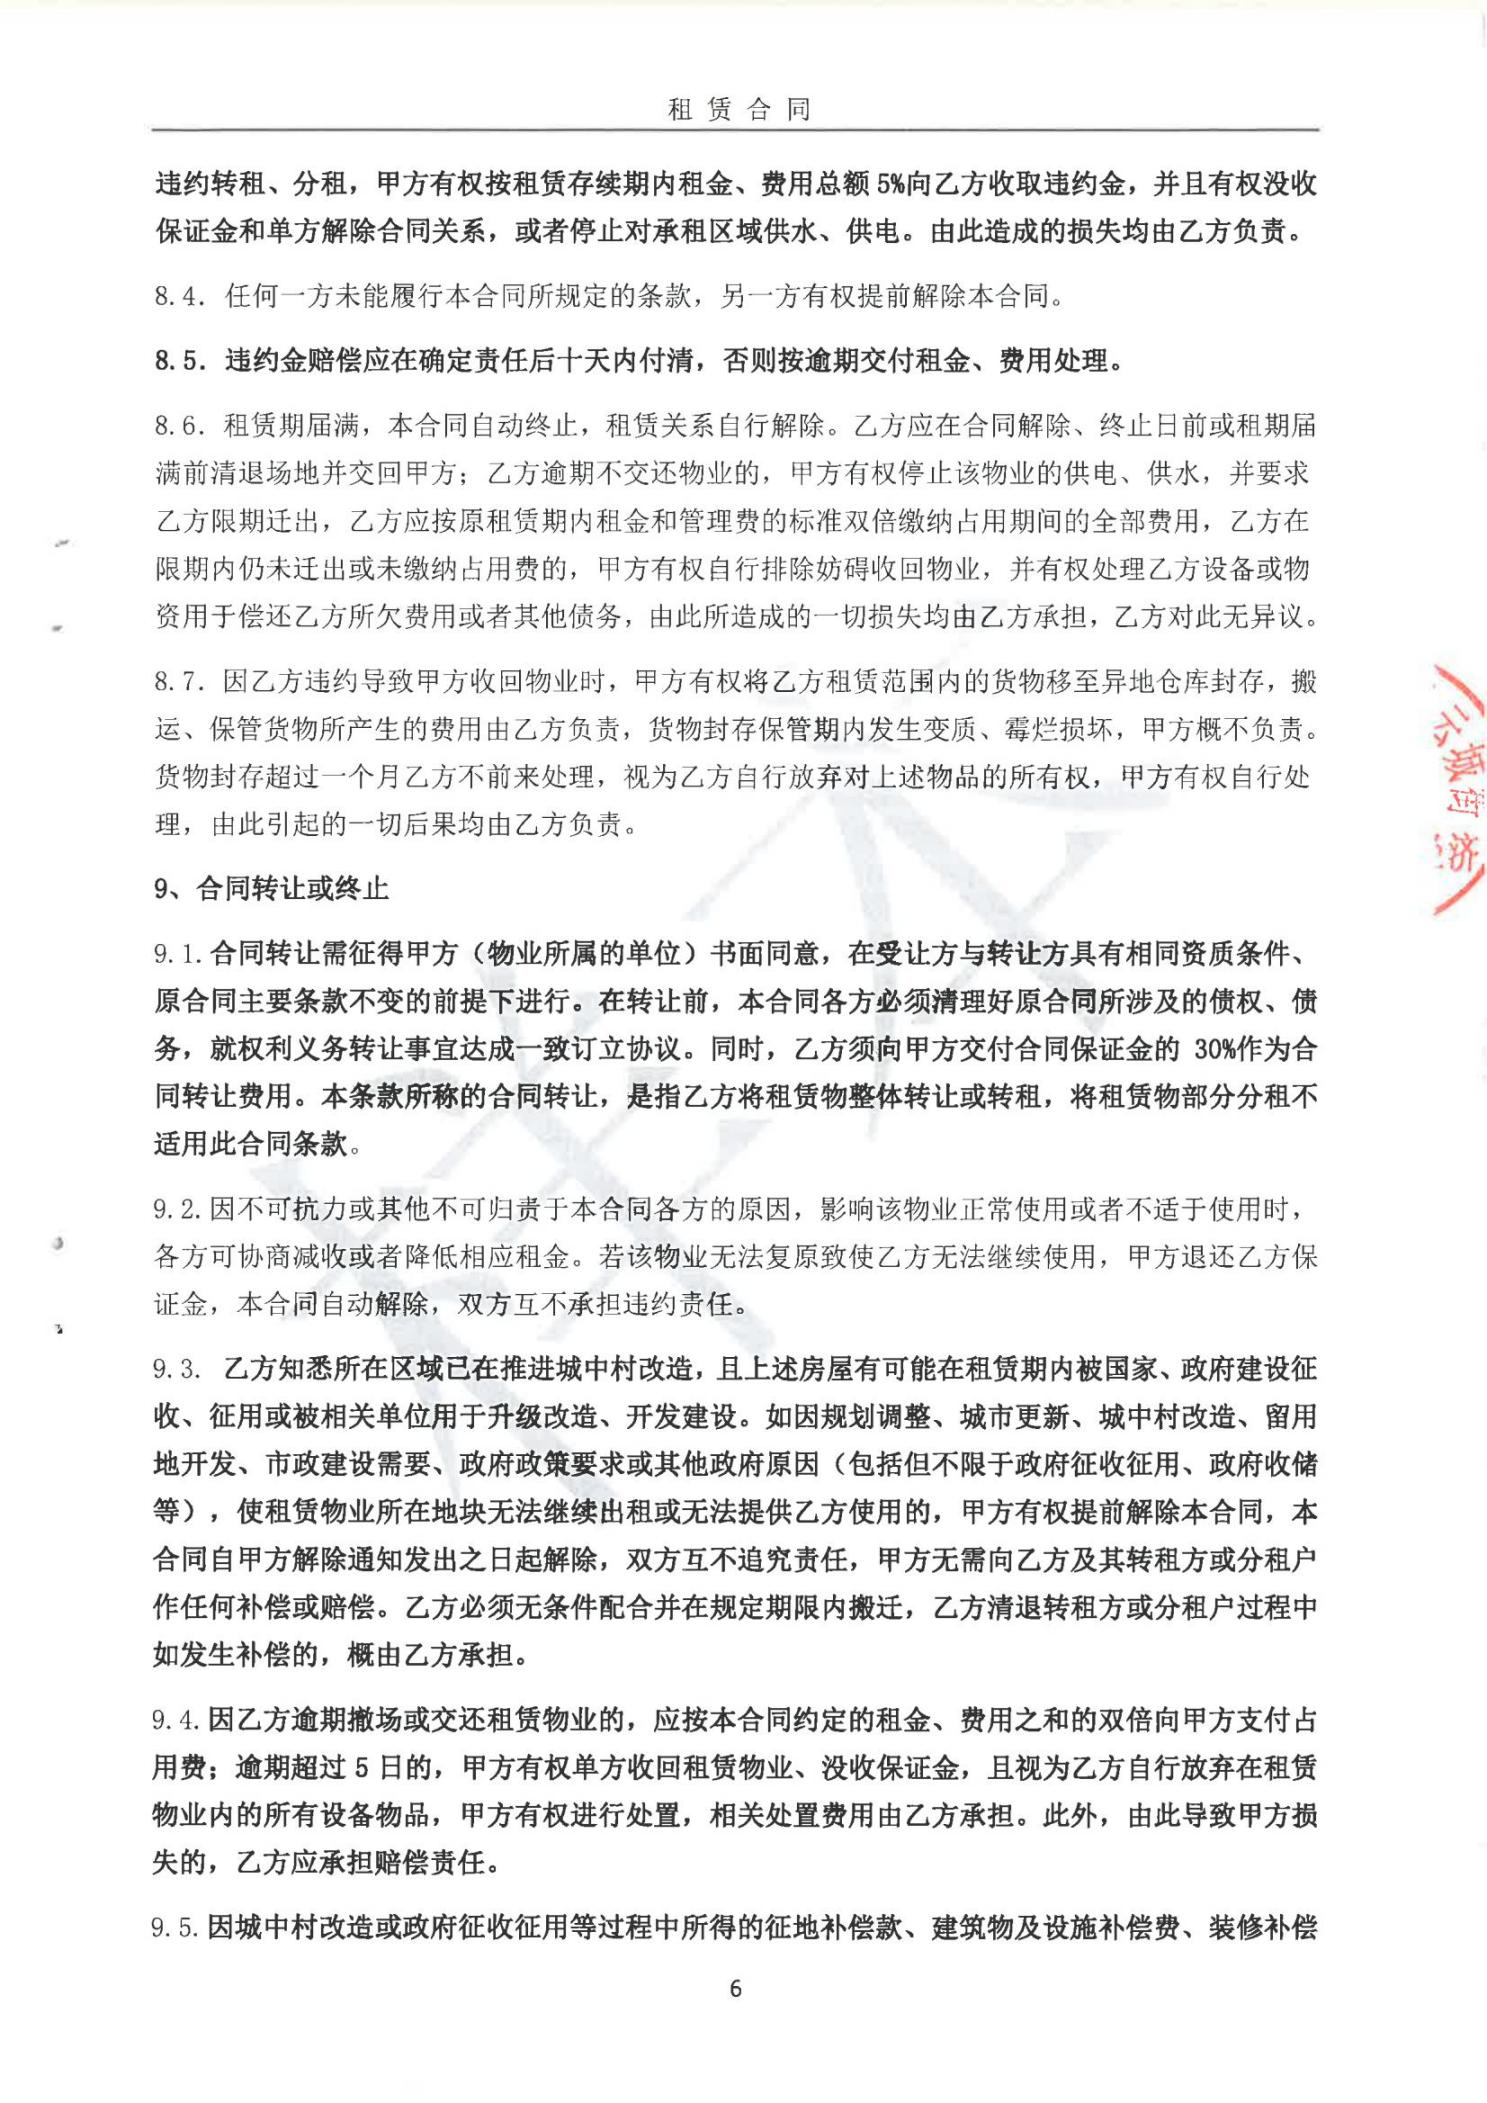 租 赁 合 同
违约转租、分租，甲方有权按租赁存续期内租金、费用总额 5%向乙方收取违约金，并且有权没收
保证金和单方解除合同关系，或者停止对承租区域供水、供电。由此造成的损失均由乙方负责。
8.4. 任何一方未能履行本合同所规定的条款，另一方有权提前解除本合同。
8.5. 违约金赔偿应在确定责任后十天内付清，否则按逾期交付租金、费用处理。
8.6. 租赁期届满，本合同自动终止，租赁关系自行解除。乙方应在合同解除、终止日前或租期届
满前清退场地并交回甲方；乙方逾期不交还物业的，甲方有权停止该物业的供电、供水，并要求
乙方限期迁出，乙方应按原租赁期内租金和管理费的标准双倍缴纳占用期间的全部费用，乙方在
限期内仍未迁出或未缴纳占用费的，甲方有权自行排除妨碍收回物业，并有权处理乙方设备或物
资用于偿还乙方所欠费用或者其他债务，由此所造成的一切损失均由乙方承担，乙方对此无异议。
8.7. 因乙方违约导致甲方收回物业时，甲方有权将乙方租赁范围内的货物移至异地仓库封存，搬
运、保管货物所产生的费用由乙方负责，货物封存保管期内发生变质、霉烂损坏，甲方概不负责。
货物封存超过一个月乙方不前来处理，视为乙方自行放弃对上述物品的所有权，甲方有权自行处
理，由此引起的一切后果均由乙方负责。
9、合同转让或终止
9.1. 合同转让需征得甲方（物业所属的单位）书面同意，在受让方与转让方具有相同资质条件、
原合同主要条款不变的前提下进行。在转让前，本合同各方必须清理好原合同所涉及的债权、债
务，就权利义务转让事宜达成一致订立协议。同时，乙方须向甲方交付合同保证金的 30%作为合
同转让费用。本条款所称的合同转让，是指乙方将租赁物整体转让或转租，将租赁物部分分租不
适用此合同条款。
9.2. 因不可抗力或其他不可归责于本合同各方的原因，影响该物业正常使用或者不适于使用时，
各方可协商减收或者降低相应租金。若该物业无法复原致使乙方无法继续使用，甲方退还乙方保
证金，本合同自动解除，双方互不承担违约责任。
9.3. 乙方知悉所在区域已在推进城中村改造，且上述房屋有可能在租赁期内被国家、政府建设征
收、征用或被相关单位用于升级改造、开发建设。如因规划调整、城市更新、城中村改造、留用
地开发、市政建设需要、政府政策要求或其他政府原因（包括但不限于政府征收征用、政府收储
等），使租赁物业所在地块无法继续出租或无法提供乙方使用的，甲方有权提前解除本合同，本
合同自甲方解除通知发出之日起解除，双方互不追究责任，甲方无需向乙方及其转租方或分租户
作任何补偿或赔偿。乙方必须无条件配合并在规定期限内搬迁，乙方清退转租方或分租户过程中
如发生补偿的，概由乙方承担。
9.4. 因乙方逾期撤场或交还租赁物业的，应按本合同约定的租金、费用之和的双倍向甲方支付占
用费；逾期超过 5 日的，甲方有权单方收回租赁物业、没收保证金，且视为乙方自行放弃在租赁
物业内的所有设备物品，甲方有权进行处置，相关处置费用由乙方承担。此外，由此导致甲方损
失的，乙方应承担赔偿责任。
9.5. 因城中村改造或政府征收征用等过程中所得的征地补偿款、建筑物及设施补偿费、装修补偿
6
云城街
济